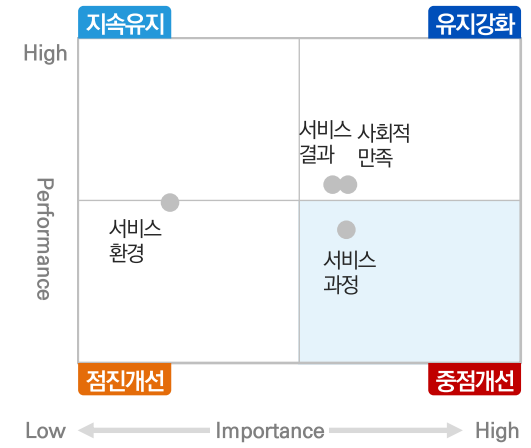 지속유지
유지강화
High
서비스
결과
사회적
만족
Performance
서비스
환경
서비스
과정
점진개선
중점개선
Low
Importance
High